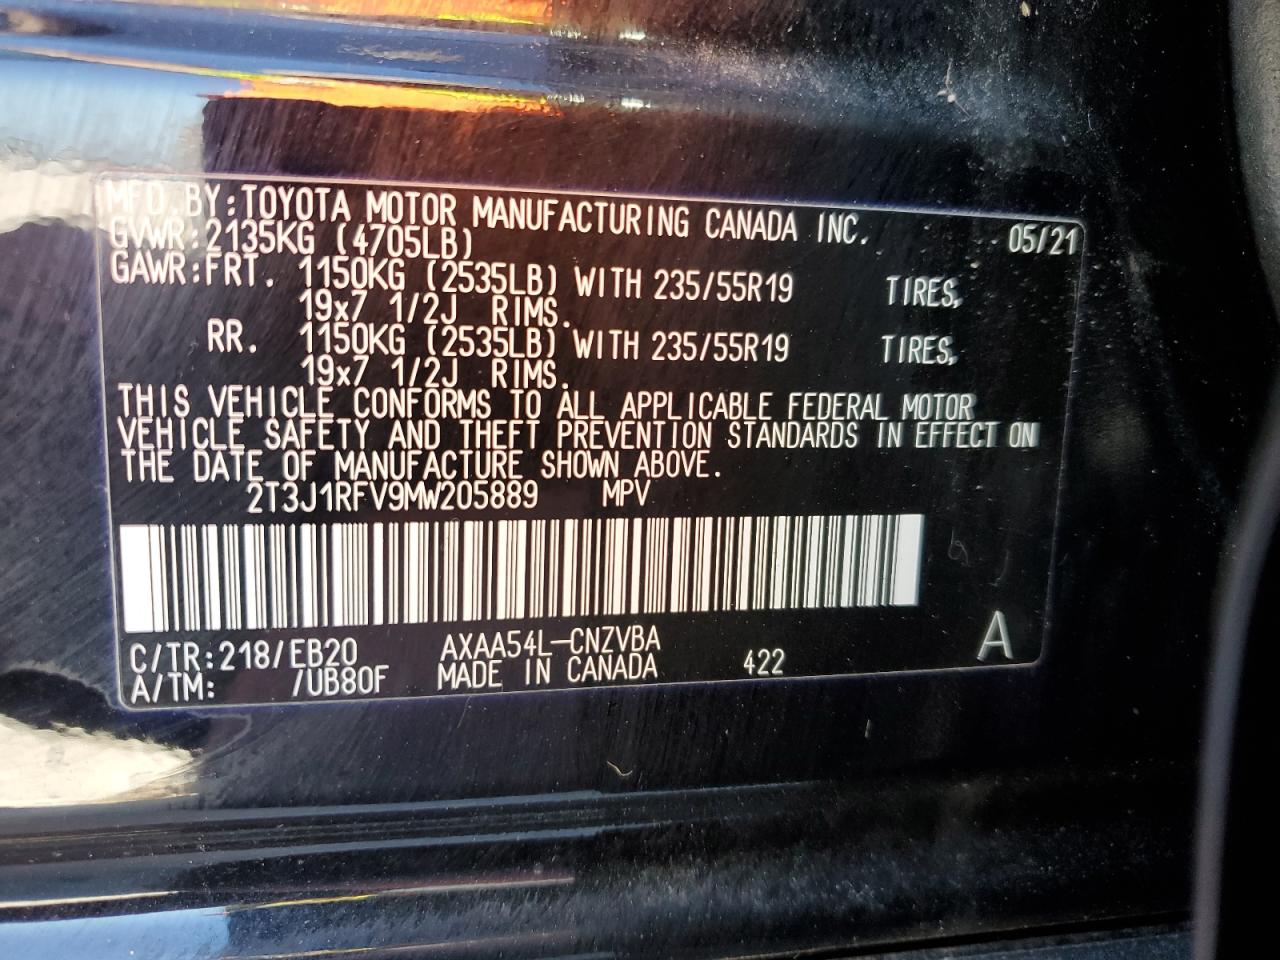 MFD.BY:TOYOTA MOTOR MANUFACTURING CANADA INC. 05/21
GVWR:2135KG (4705LB)
GAWR:FRT. 1150KG (2535LB) WITH 235/55R19 TIRES,
19x7 1/2J RIMS.
RR. 1150KG (2535LB) WITH 235/55R19 TIRES,
19x7 1/2J RIMS.
THIS VEHICLE CONFORMS TO ALL APPLICABLE FEDERAL MOTOR
VEHICLE SAFETY AND THEFT PREVENTION STANDARDS IN EFFECT ON
THE DATE OF MANUFACTURE SHOWN ABOVE.
2T3J1RFV9MW205889 MPV
C/TR:218/EB20 AXAA54L-CNZVBA
A/TM: /UB80F MADE IN CANADA 422 A